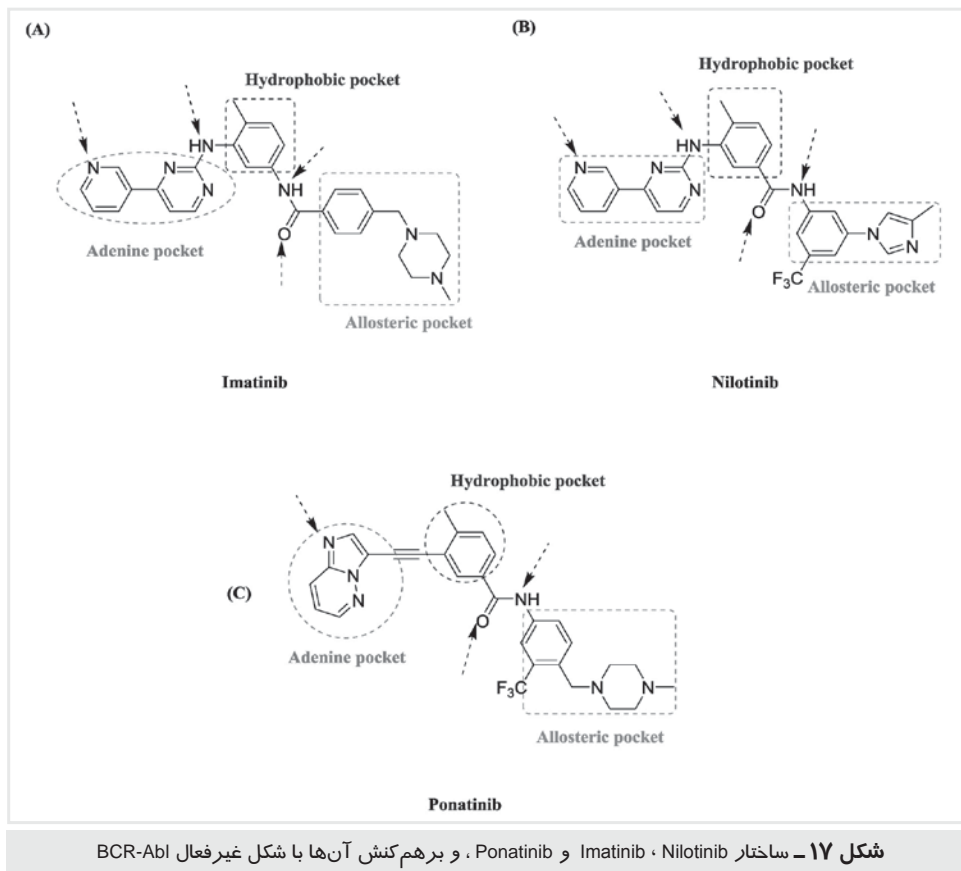 (A)
Hydrophobic pocket
N
HN
N
N
NH
O
N
N
Adenine pocket
Allosteric pocket
Imatinib
(B)
Hydrophobic pocket
N
HN
N
N
NH
O
N
N
F₃C
Adenine pocket
Allosteric pocket
Nilotinib
(C)
Hydrophobic pocket
N
N
N
NH
O
F₃C
N
N
Adenine pocket
Allosteric pocket
Ponatinib
شکل ۱۷ ـ ساختار Imatinib ، Nilotinib و Ponatinib ، و برهم‌کنش آن‌ها با شکل غیرفعال BCR-Abl